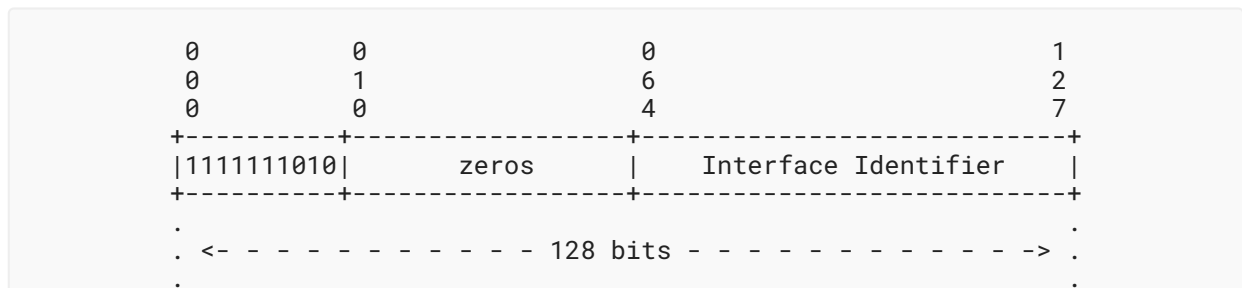 0          0                 0                          1
0          1                 6                          2
0          0                 4                          7
+----------+-----------------+---------------------------+
|1111111010|       zeros      |    Interface Identifier    |
+----------+-----------------+---------------------------+
.                                                         .
. <- - - - - - - - - - - 128 bits - - - - - - - - - - - - -> .
.                                                         .